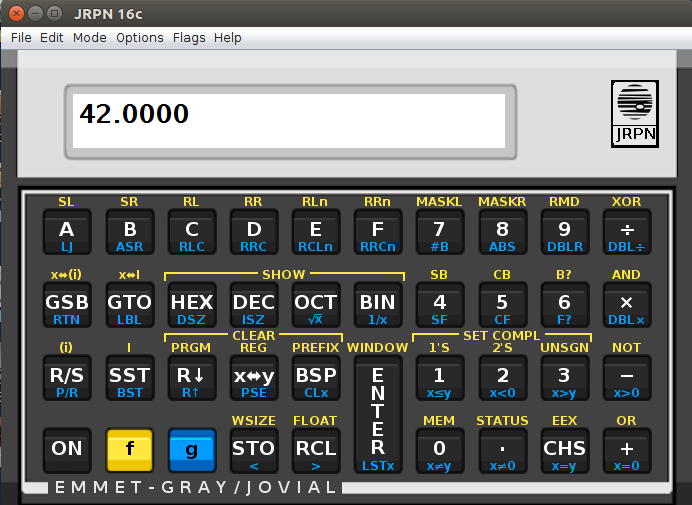 JRPN 16c
File Edit Mode Options Flags Help
42.0000
JRPN
SL SR RL RR RLn RRn MASKL MASKR RMD XOR
A B C D E F 7 8 9 ÷
LJ ASR RLC RRC RCLn RRCn #B ABS DBLR DBL÷
x⬌(i) x⬌I SHOW SB CB B? AND
GSB GTO HEX DEC OCT BIN 4 5 6 ×
RTN LBL DSZ ISZ √x̅ 1/x SF CF F? DBL×
CLEAR SET COMPL
(i) I PRGM REG PREFIX WINDOW 1'S 2'S UNSGN NOT
R/S SST R↓ x⬌y BSP ENTER 1 2 3 −
P/R BST R↑ PSE CLx x≤y x<0 x>y x>0
WSIZE FLOAT MEM STATUS EEX OR
ON f g STO RCL 0 · CHS +
< > LSTx x≠y x≠0 x=y x=0
EMMET-GRAY/JOVIAL